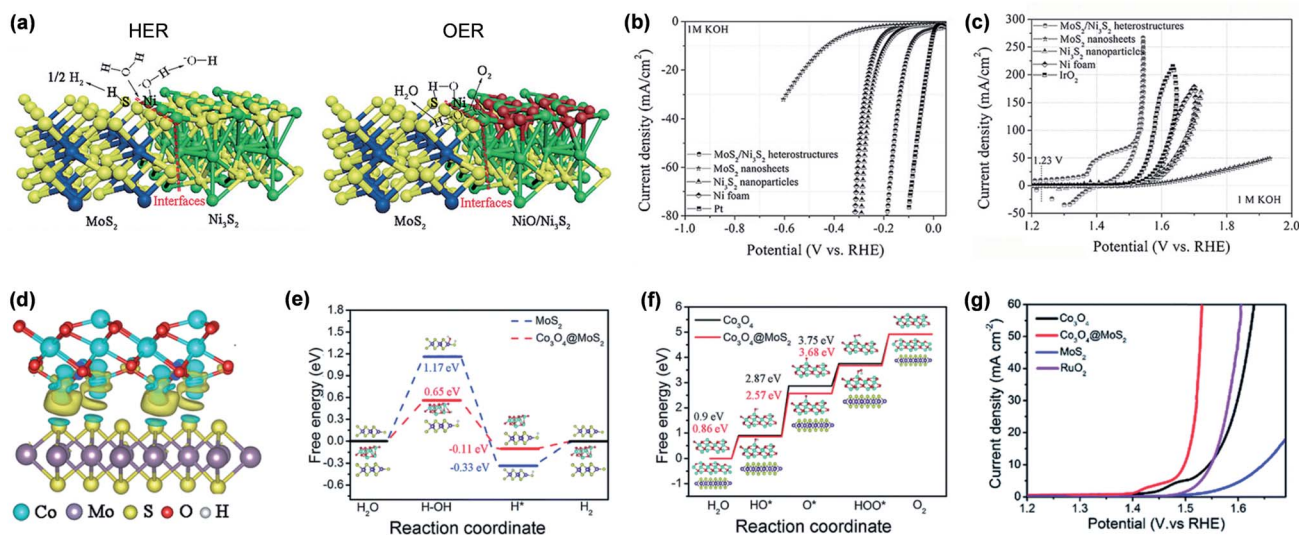 (a)
HER
OER
1/2 H₂
H
O
H
-O
H
-O
H
H
S
Ni
MoS₂
Interfaces
Ni₃S₂
H₂O
O₂
H-O
S
Ni
MoS₂
Interfaces
NiO/Ni₃S₂
(b)
1M KOH
MoS₂/Ni₃S₂ heterostructures
MoS₂ nanosheets
Ni₃S₂ nanoparticles
Ni foam
Pt
Current density (mA/cm²)
0
-20
-40
-60
-80
-1.0
-0.8
-0.6
-0.4
-0.2
0.0
Potential (V vs. RHE)
(c)
MoS₂/Ni₃S₂ heterostructures
MoS₂ nanosheets
Ni₃S₂ nanoparticles
Ni foam
IrO₂
1.23 V
1 M KOH
Current density (mA/cm²)
300
250
200
150
100
50
0
-50
1.2
1.4
1.6
1.8
2.0
Potential (V vs. RHE)
(d)
Co
Mo
S
O
H
(e)
MoS₂
Co₃O₄@MoS₂
1.17 eV
0.65 eV
-0.11 eV
-0.33 eV
Free energy (eV)
1.8
1.5
1.2
0.9
0.6
0.3
0.0
-0.3
-0.6
H₂O
H-OH
H*
H₂
Reaction coordinate
(f)
Co₃O₄
Co₃O₄@MoS₂
3.75 eV
3.68 eV
2.87 eV
2.57 eV
0.9 eV
0.86 eV
Free energy (eV)
6
5
4
3
2
1
0
-1
H₂O
HO*
O*
HOO*
O₂
Reaction coordinate
(g)
Co₃O₄
Co₃O₄@MoS₂
MoS₂
RuO₂
Current density (mA cm⁻²)
60
50
40
30
20
10
0
1.2
1.3
1.4
1.5
1.6
Potential (V.vs RHE)